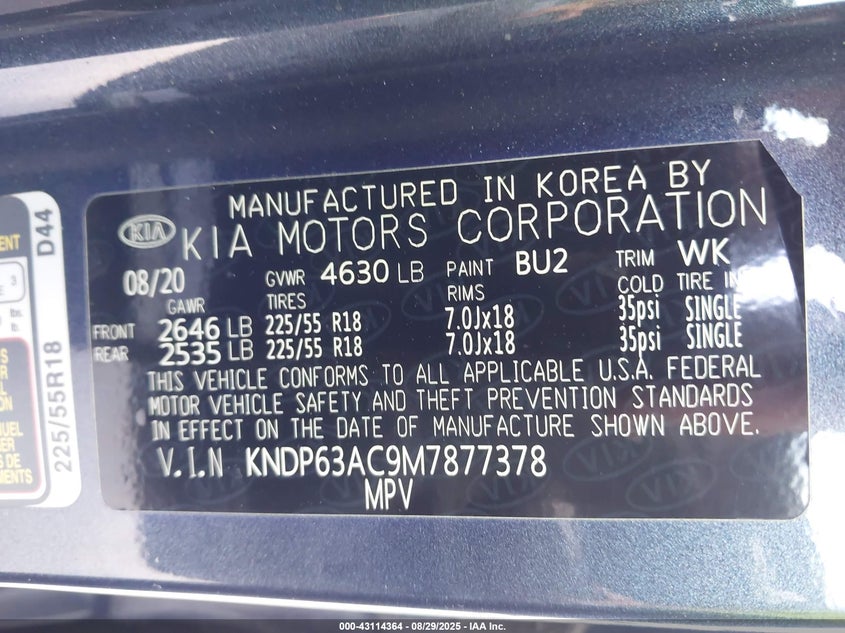 MANUFACTURED IN KOREA BY
KIA KIA MOTORS CORPORATION
08/20 GVWR 4630 LB PAINT BU2 TRIM WK
GAWR TIRES RIMS COLD TIRE IN
FRONT 2646 LB 225/55 R18 7.0Jx18 35psi SINGLE
REAR 2535 LB 225/55 R18 7.0Jx18 35psi SINGLE
THIS VEHICLE CONFORMS TO ALL APPLICABLE U.S.A. FEDERAL
MOTOR VEHICLE SAFETY AND THEFT PREVENTION STANDARDS
IN EFFECT ON THE DATE OF MANUFACTURE SHOWN ABOVE.
V.I.N KNDP63AC9M7877378
MPV
225/55R18 D44
000-43114364 - 08/29/2025 - IAA Inc.